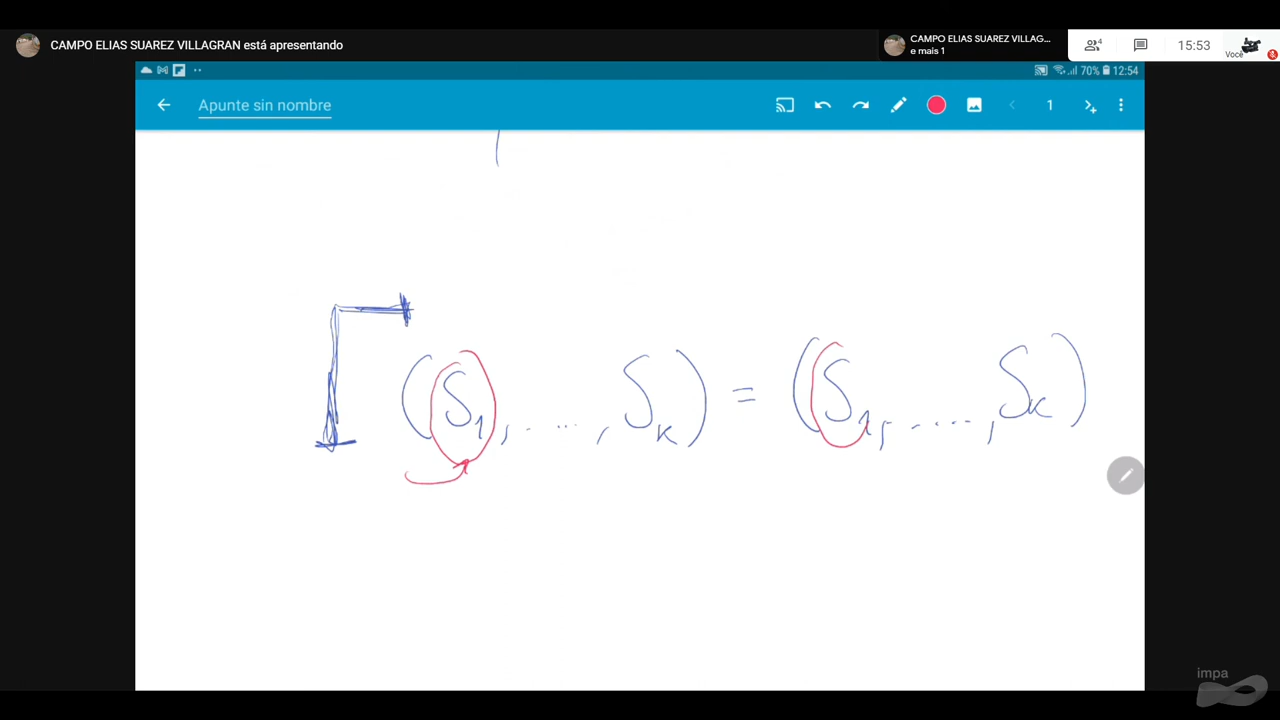 CAMPO ELIAS SUAREZ VILLAGRAN está apresentando
CAMPO ELIAS SUAREZ VILLAG...
e mais 1
4
15:53
Você
70% 12:54
Apunte sin nombre
1
Γ (S₁, ....., Sₖ) = (S₁, ....., Sₖ)
impa